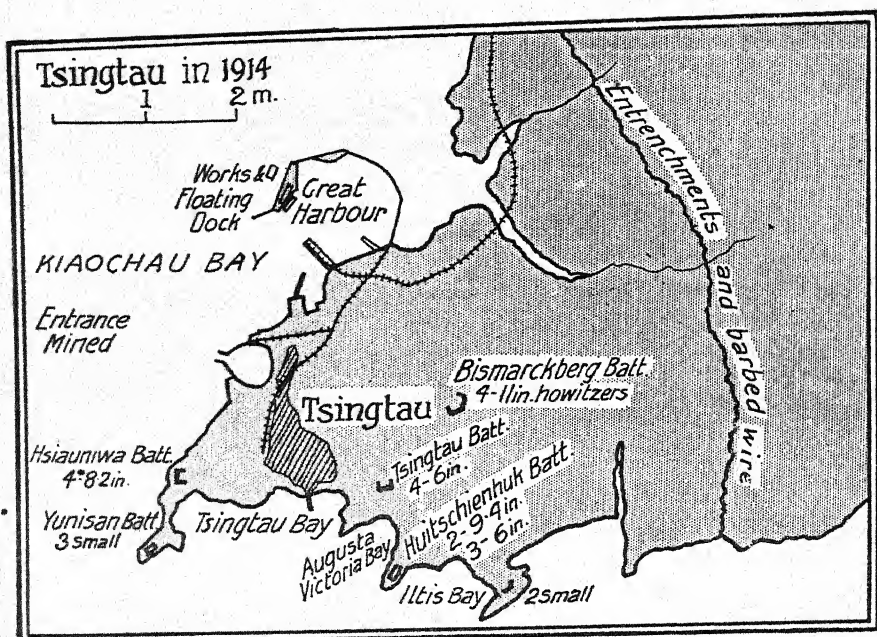 Tsingtau in 1914
1 2 m.
Works &
Floating
Dock
Great
Harbour
KIAOCHAU BAY
Entrance
Mined
Entrenchments and barbed wire
Bismarckberg Batt.
4-11in. howitzers
Tsingtau
Tsingtau Batt.
4-6in.
Hsiauniwa Batt.
4*8·2in.
Yunisan Batt.
3 small
Tsingtau Bay
Augusta
Victoria Bay
Huitschienhuk Batt.
2-9·4in.
3-6in.
Iltis Bay
2 small